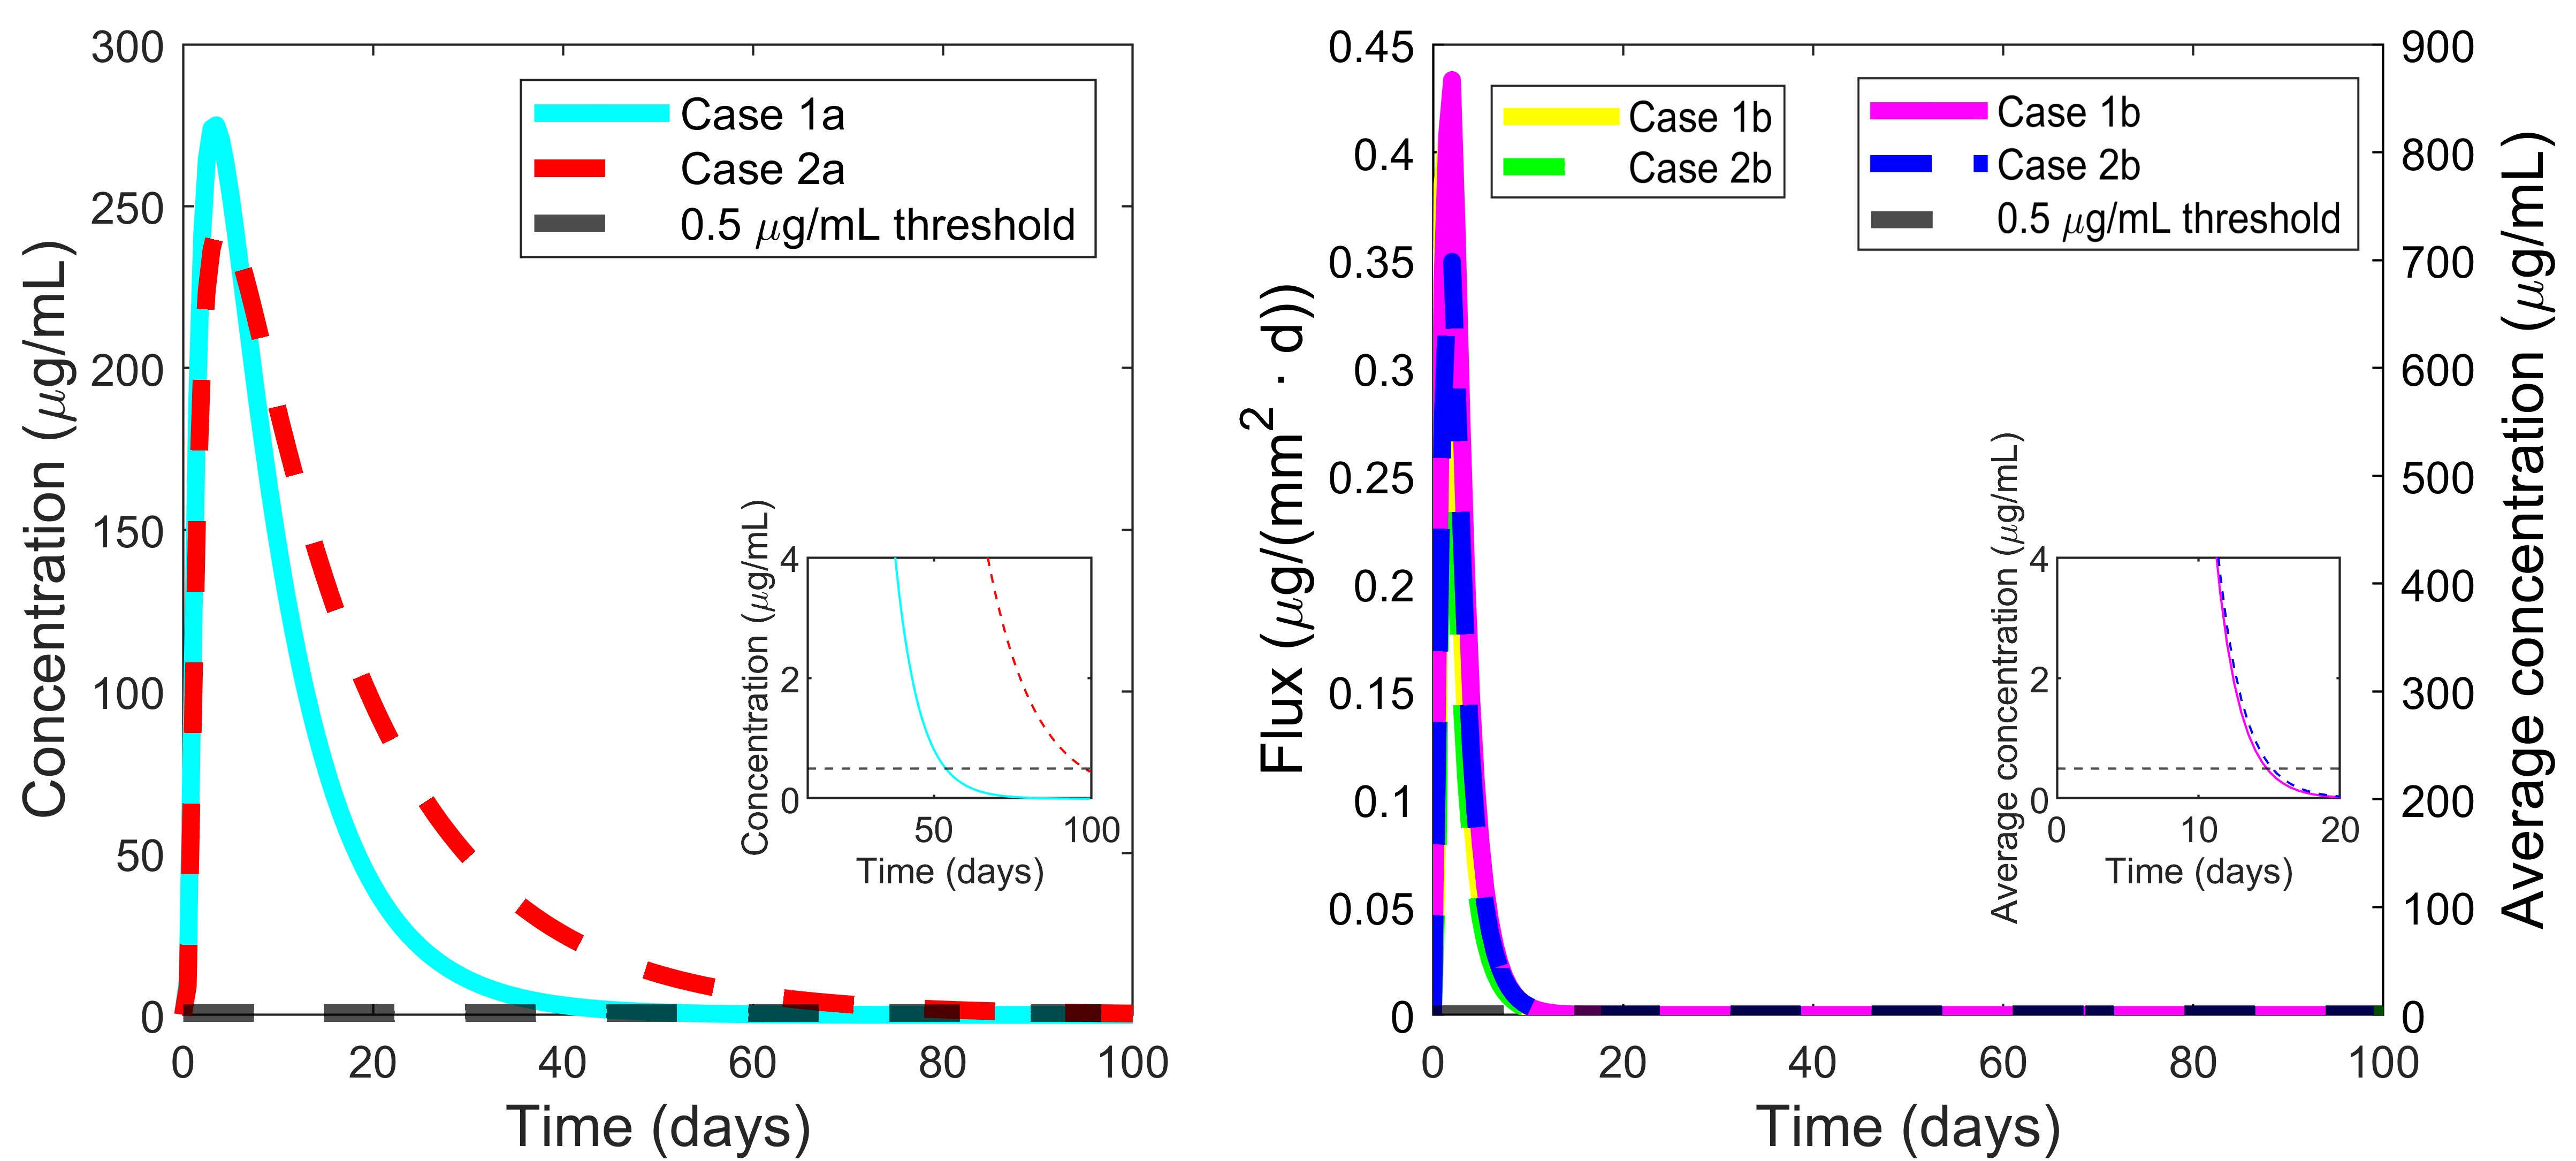 300
250
200
150
100
50
0
0 20 40 60 80 100
Time (days)
Concentration (μg/mL)
Case 1a
Case 2a
0.5 μg/mL threshold
4
2
0
50 100
Time (days)
Concentration (μg/mL)
0.45
0.4
0.35
0.3
0.25
0.2
0.15
0.1
0.05
0
0 20 40 60 80 100
Time (days)
Flux (μg/(mm² · d))
Case 1b
Case 2b
Case 1b
Case 2b
0.5 μg/mL threshold
4
2
0
0 10 20
Time (days)
Average concentration (μg/mL)
900
800
700
600
500
400
300
200
100
0
Average concentration (μg/mL)